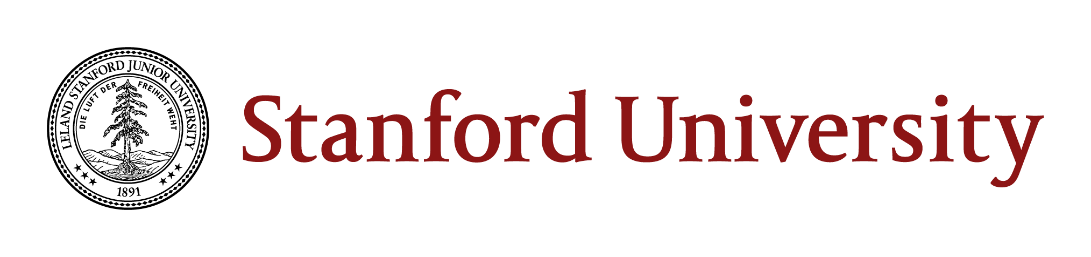 LELAND STANFORD JUNIOR UNIVERSITY
DIE LUFT DER FREIHEIT WEHT
1891
Stanford University